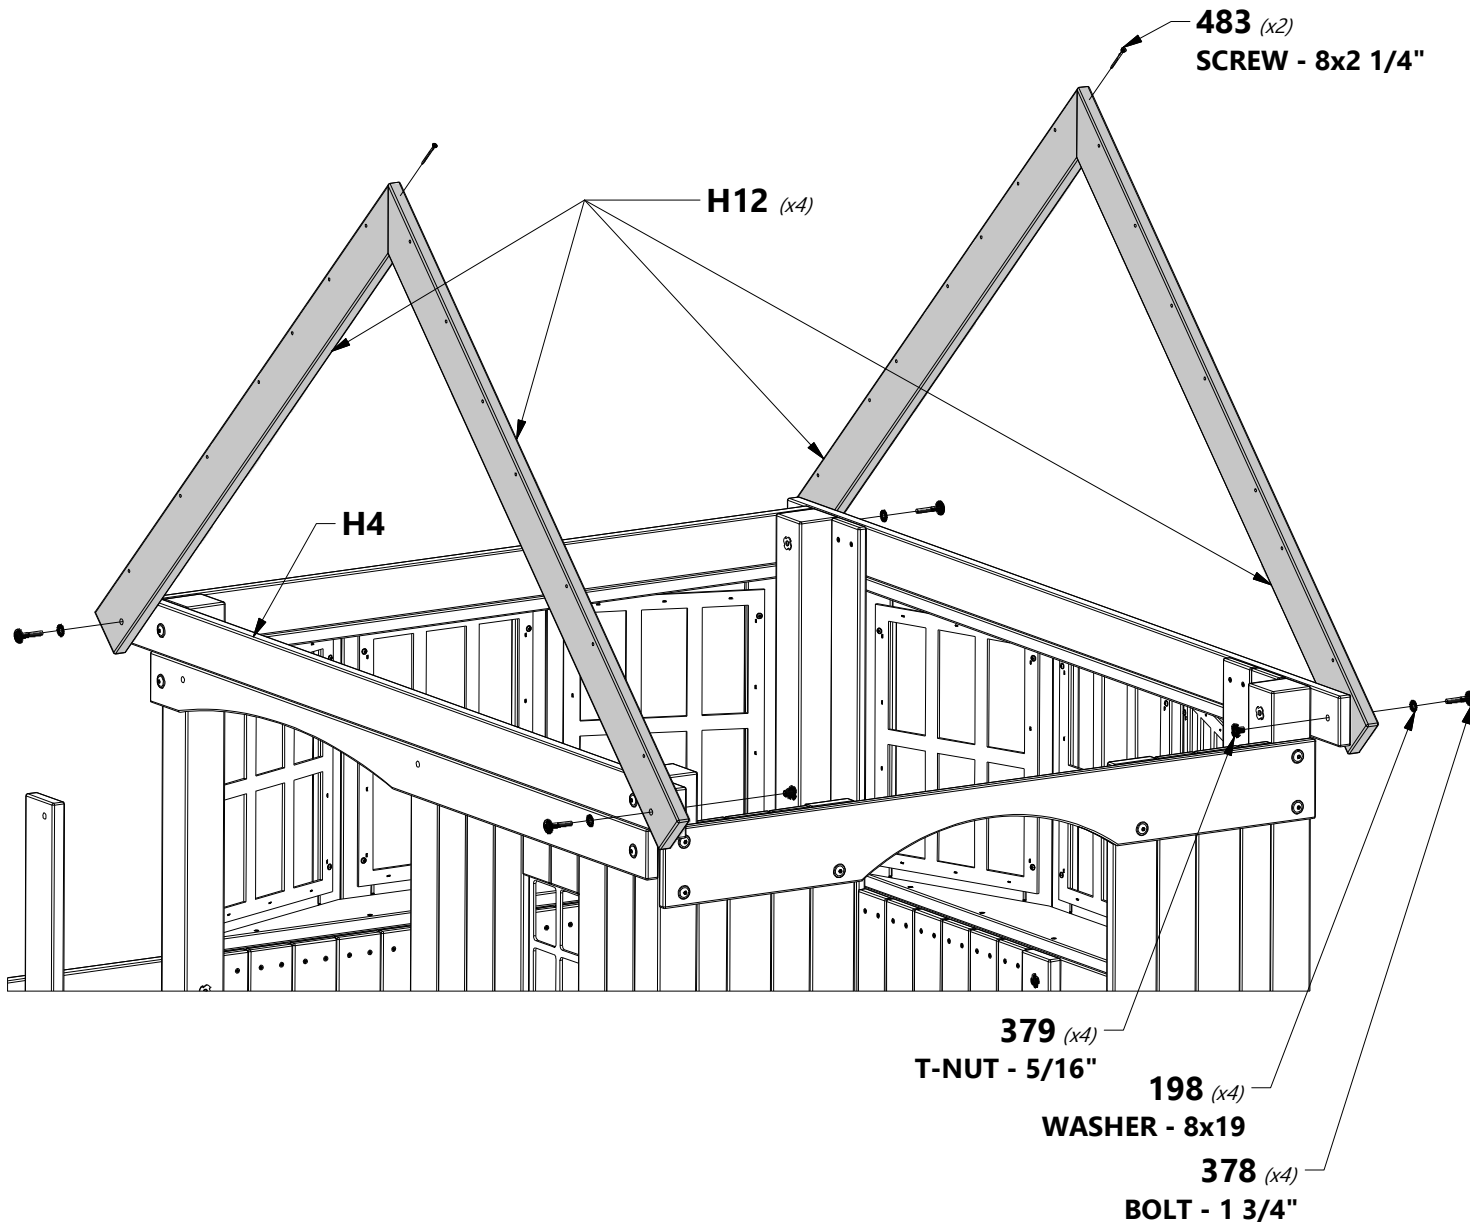 483 (x2)
SCREW - 8x2 1/4"
H12 (x4)
H4
379 (x4)
T-NUT - 5/16"
198 (x4)
WASHER - 8x19
378 (x4)
BOLT - 1 3/4"